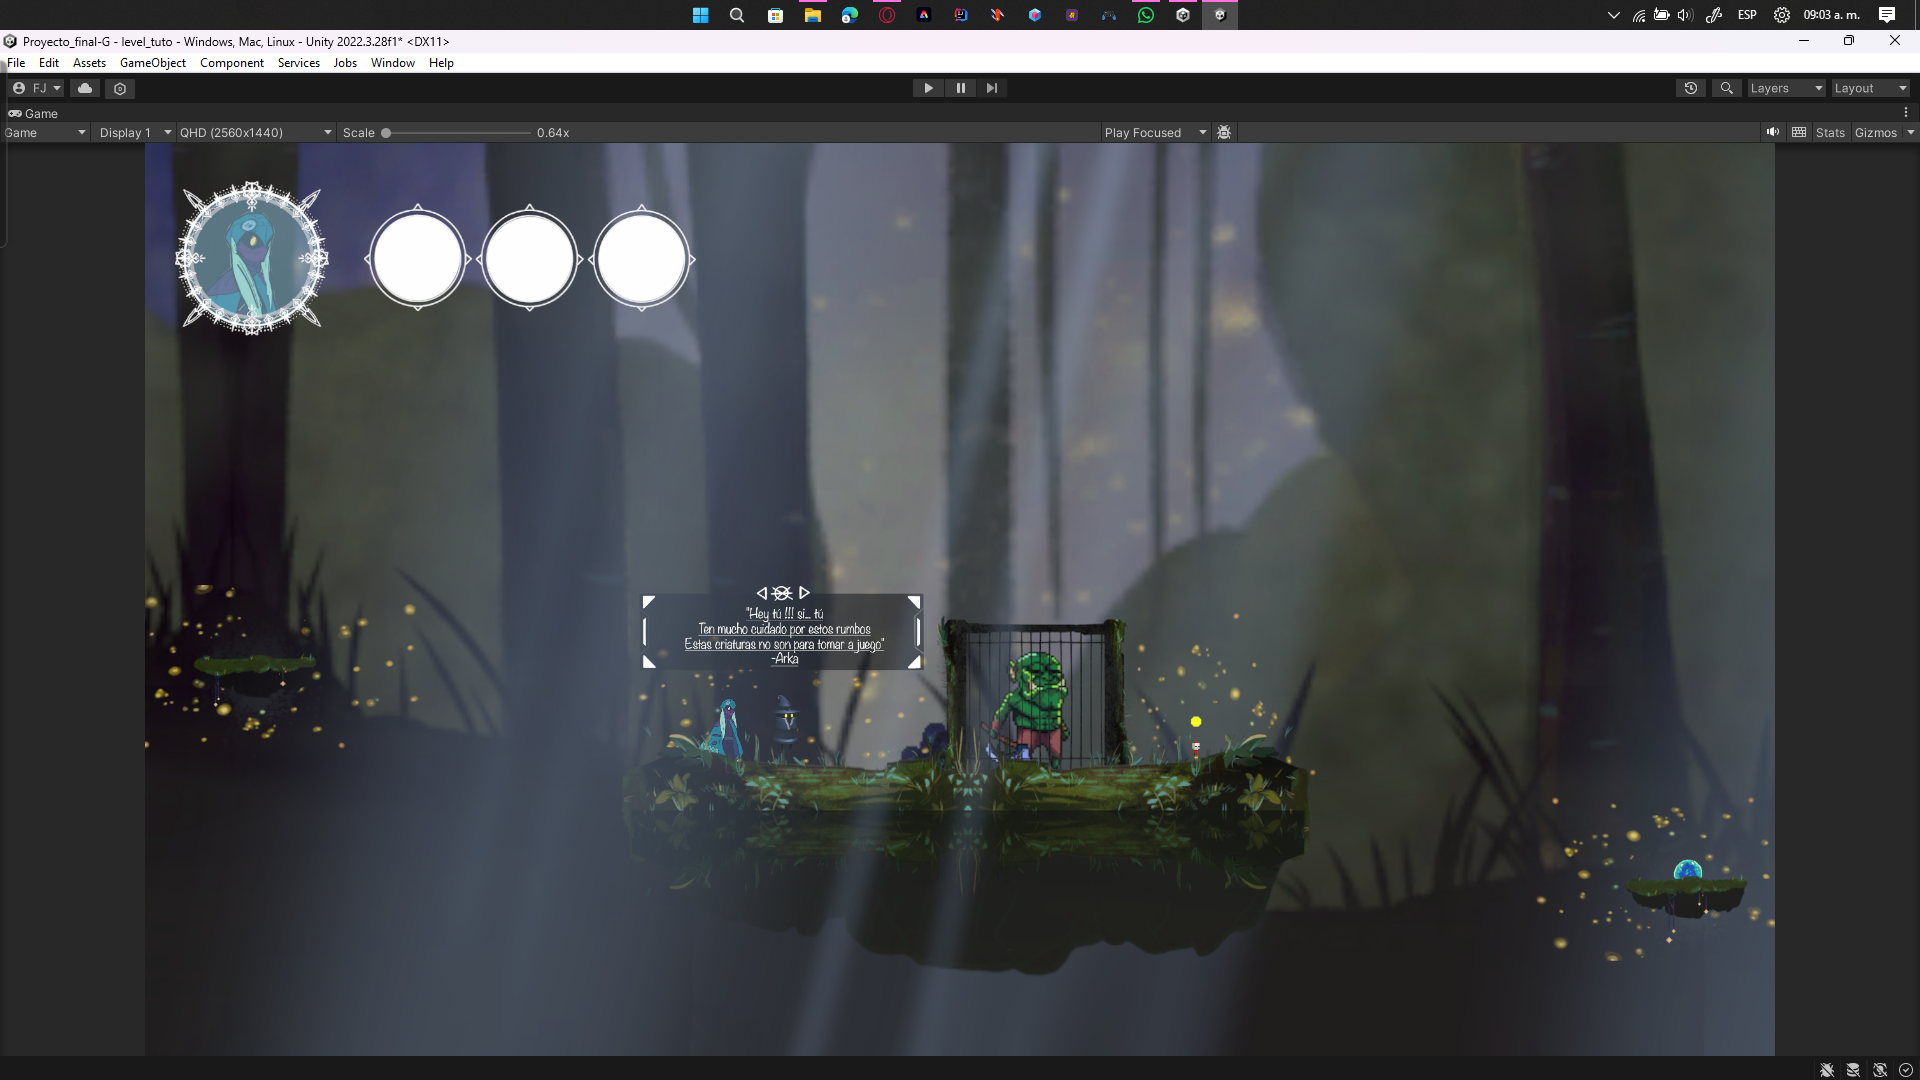 ESP
09:03 a. m.
Proyecto_final-G - level_tuto - Windows, Mac, Linux - Unity 2022.3.28f1* <DX11>
File Edit Assets GameObject Component Services Jobs Window Help
FJ
Layers
Layout
Game
Game
Display 1
QHD (2560x1440)
Scale
0.64x
Play Focused
Stats
Gizmos
"Hey tú !!! si... tú
Ten mucho cuidado por estos rumbos
Estas criaturas no son para tomar a juego"
-Arka